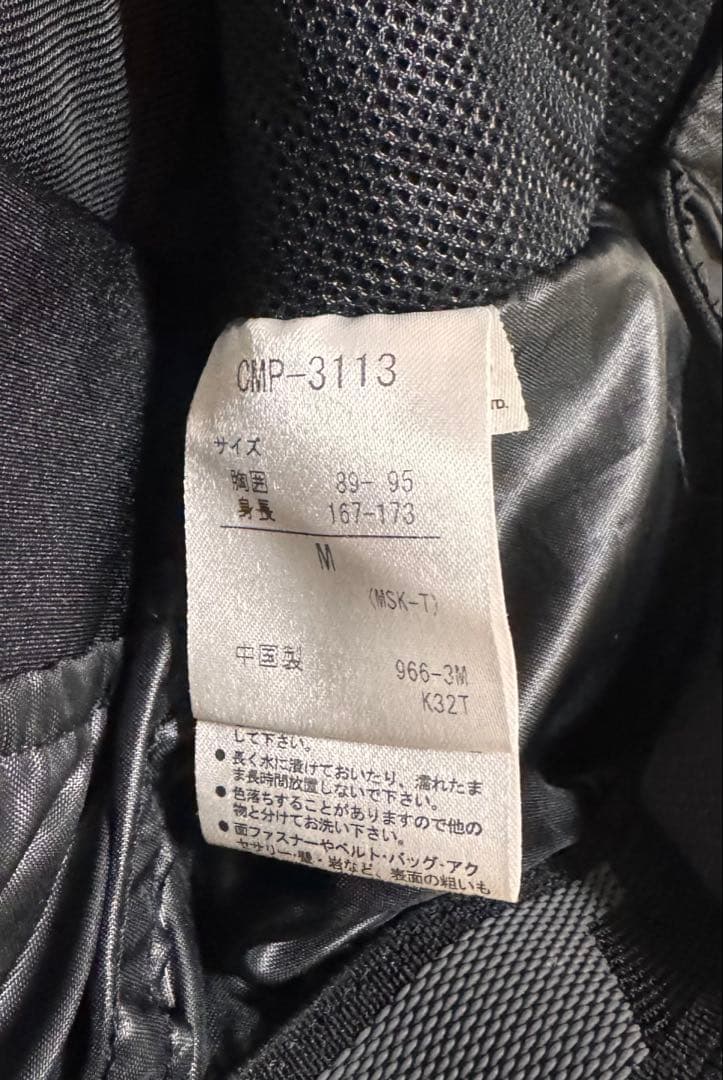 CMP-3113
TD.
サイズ
胸囲 89- 95
身長 167-173
M
(MSK-T)
中国製 966-3M
K32T
して下さい。
● 長く水に漬けておいたり、濡れたま
ま長時間放置しないで下さい。
● 色落ちすることがありますので他の
物と分けてお洗い下さい。
● 面ファスナーやベルト・バッグ・アク
セサリー・壁・岩など、表面の粗いも